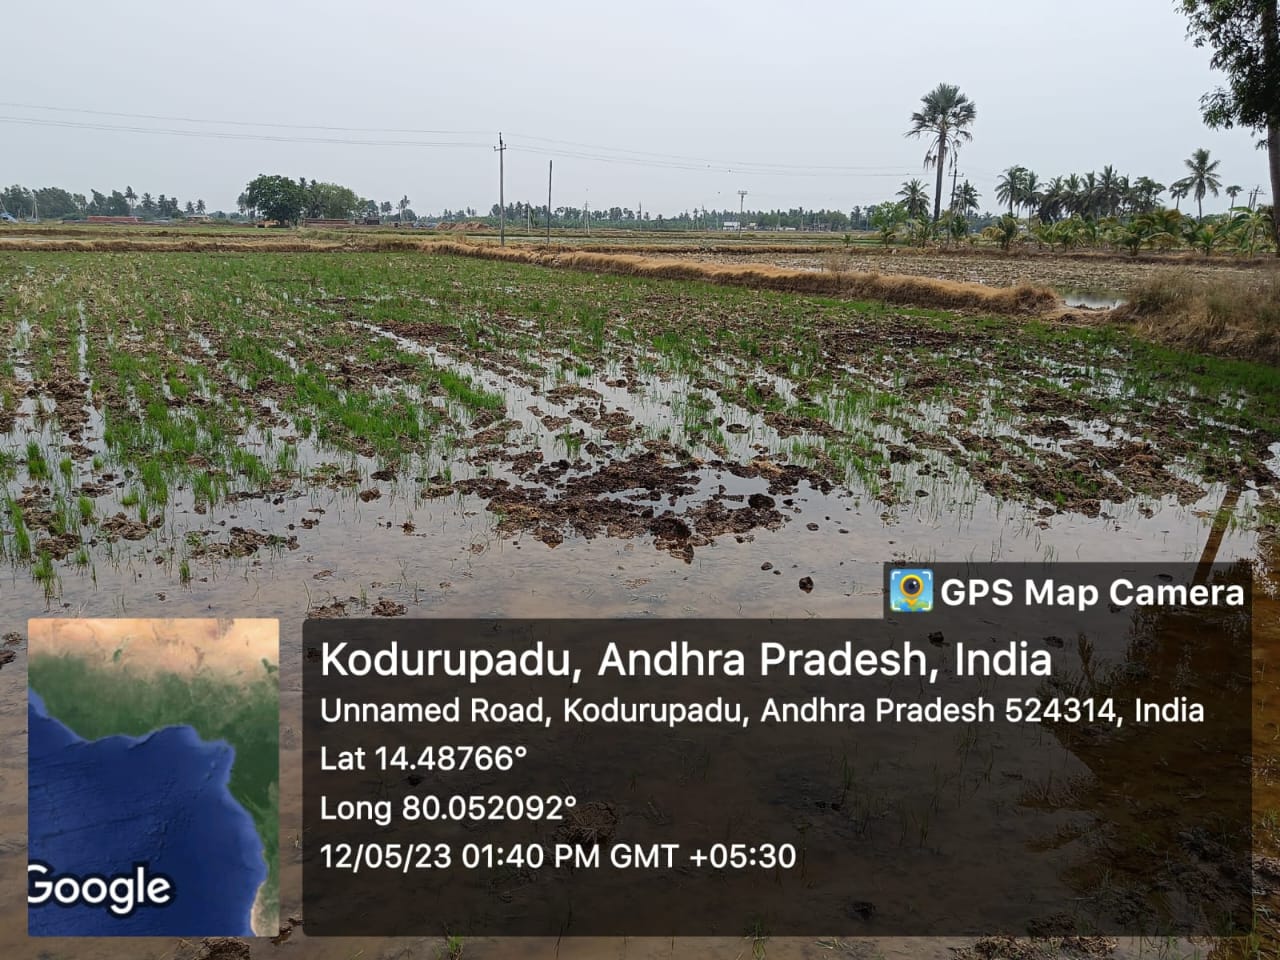 GPS Map Camera
Kodurupadu, Andhra Pradesh, India
Unnamed Road, Kodurupadu, Andhra Pradesh 524314, India
Lat 14.48766°
Long 80.052092°
12/05/23 01:40 PM GMT +05:30
Google